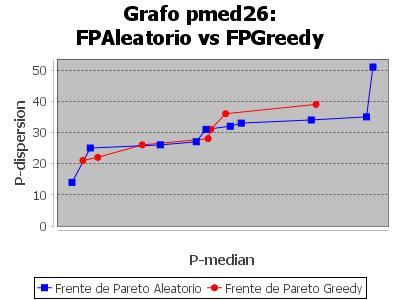 Grafo pmed26:
FPAleatorio vs FPGreedy
50
40
30
20
10
0
P-dispersion
P-median
Frente de Pareto Aleatorio
Frente de Pareto Greedy